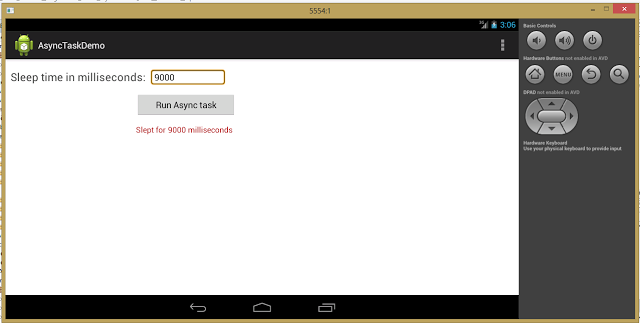 5554:1
3G 3:06
AsyncTaskDemo
Sleep time in milliseconds: 9000
Run Async task
Slept for 9000 milliseconds
Basic Controls
Hardware Buttons not enabled in AVD
MENU
DPAD not enabled in AVD
Hardware Keyboard
Use your physical keyboard to provide input